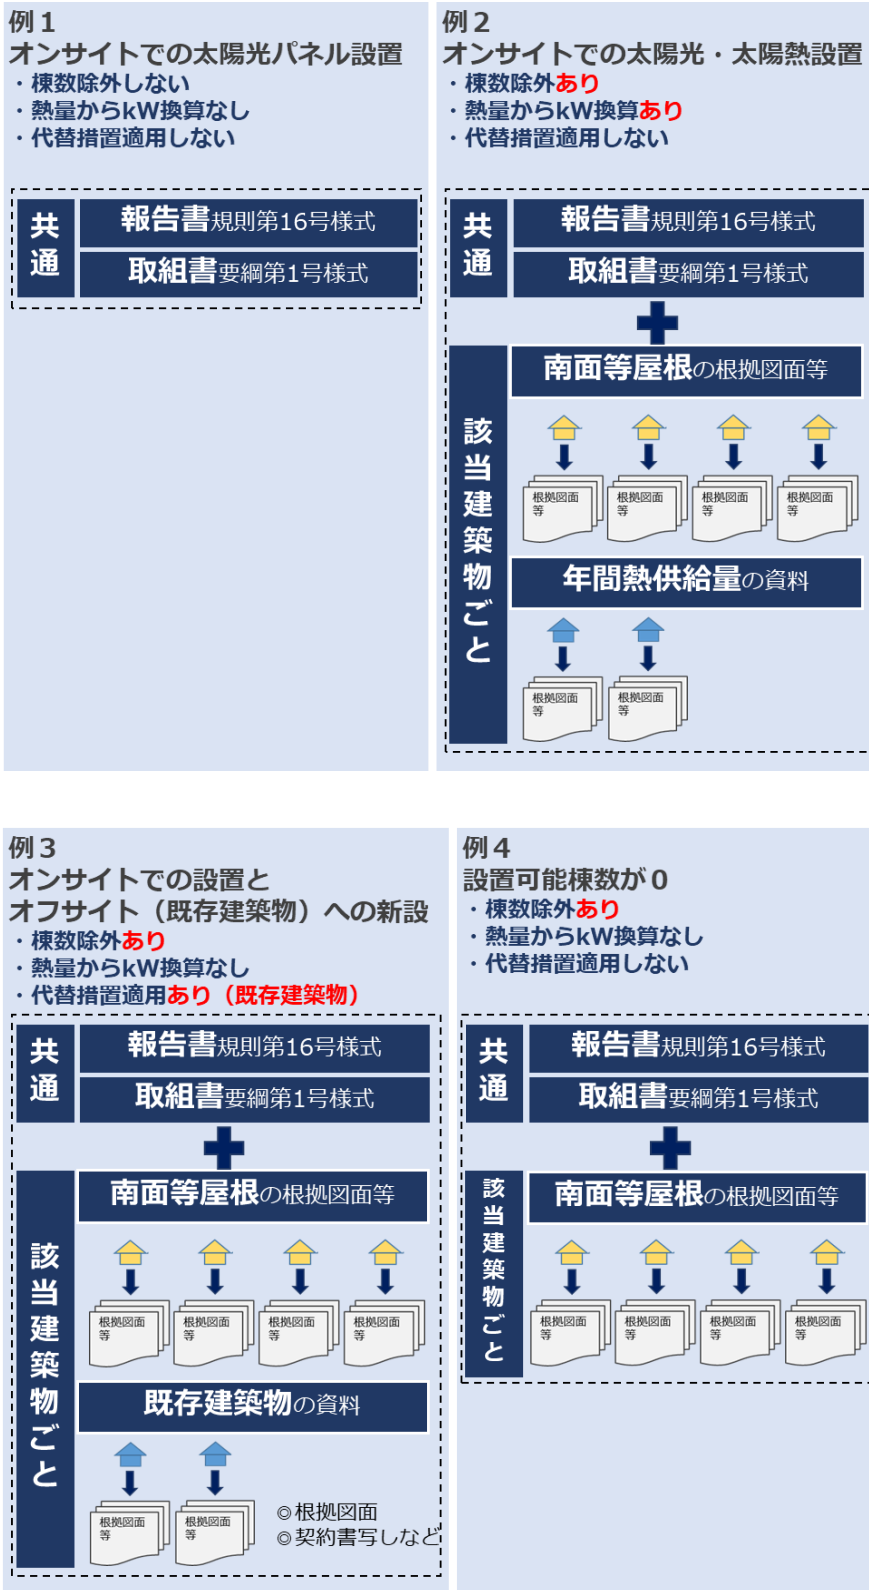 例１
オンサイトでの太陽光パネル設置
・棟数除外しない
・熱量からkW換算なし
・代替措置適用しない
共通
報告書規則第16号様式
取組書要綱第1号様式
例２
オンサイトでの太陽光・太陽熱設置
・棟数除外あり
・熱量からkW換算あり
・代替措置適用しない
共通
報告書規則第16号様式
取組書要綱第1号様式
該当建築物ごと
南面等屋根の根拠図面等
根拠図面
等
根拠図面
等
根拠図面
等
根拠図面
等
年間熱供給量の資料
根拠図面
等
根拠図面
等
例３
オンサイトでの設置と
オフサイト（既存建築物）への新設
・棟数除外あり
・熱量からkW換算なし
・代替措置適用あり（既存建築物）
共通
報告書規則第16号様式
取組書要綱第1号様式
該当建築物ごと
南面等屋根の根拠図面等
根拠図面
等
根拠図面
等
根拠図面
等
根拠図面
等
既存建築物の資料
根拠図面
等
根拠図面
等
◎根拠図面
◎契約書写しなど
例４
設置可能棟数が０
・棟数除外あり
・熱量からkW換算なし
・代替措置適用しない
共通
報告書規則第16号様式
取組書要綱第1号様式
該当建築物ごと
南面等屋根の根拠図面等
根拠図面
等
根拠図面
等
根拠図面
等
根拠図面
等